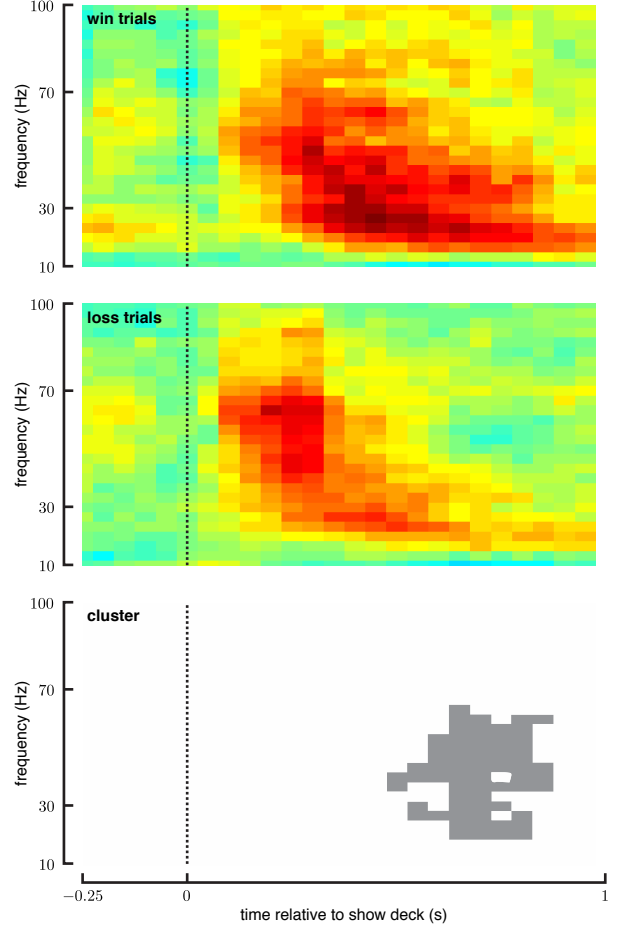 100
win trials
70
frequency (Hz)
30
10
100
loss trials
70
frequency (Hz)
30
10
100
cluster
70
frequency (Hz)
30
10
−0.25
0
1
time relative to show deck (s)